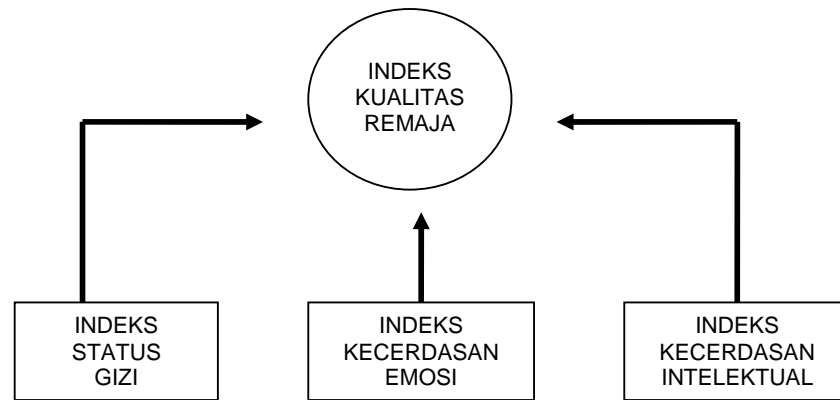 INDEKS
KUALITAS
REMAJA
INDEKS
STATUS
GIZI
INDEKS
KECERDASAN
EMOSI
INDEKS
KECERDASAN
INTELEKTUAL